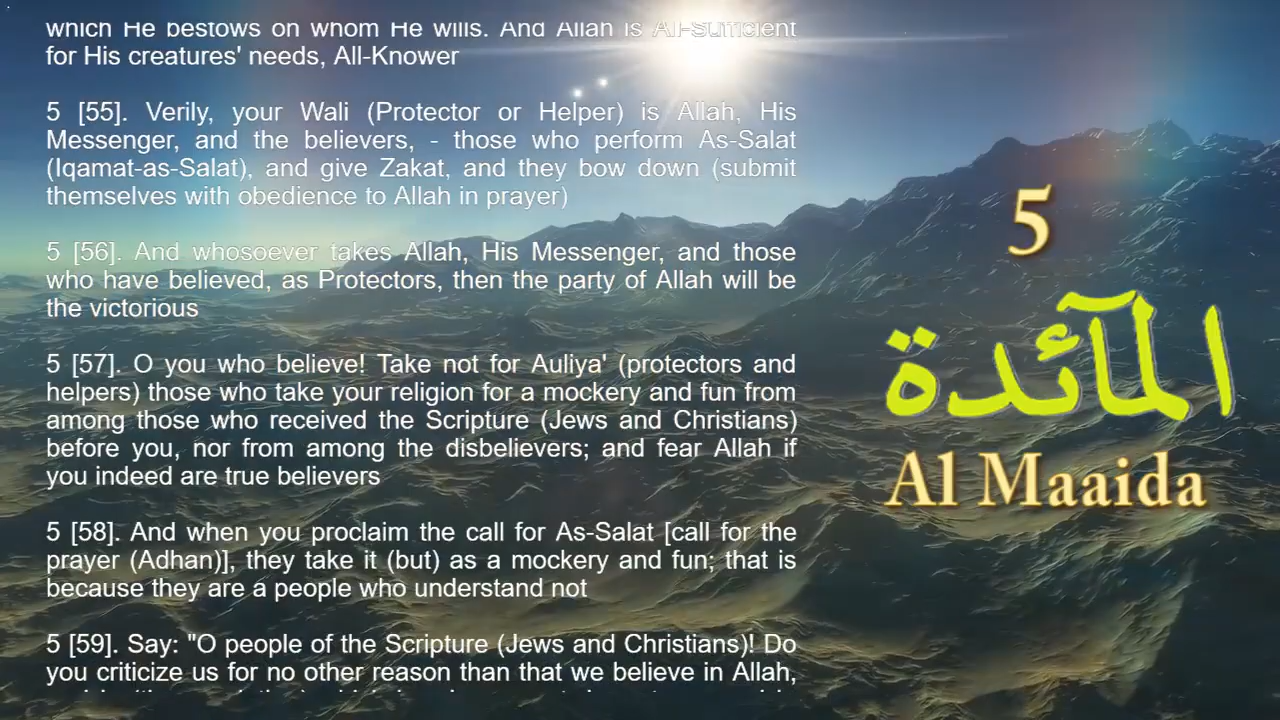 which He bestows on whom He wills. And Allah is All-Sufficient
for His creatures' needs, All-Knower
5 [55]. Verily, your Wali (Protector or Helper) is Allah, His
Messenger, and the believers, - those who perform As-Salat
(Iqamat-as-Salat), and give Zakat, and they bow down (submit
themselves with obedience to Allah in prayer)
5 [56]. And whosoever takes Allah, His Messenger, and those
who have believed, as Protectors, then the party of Allah will be
the victorious
5 [57]. O you who believe! Take not for Auliya' (protectors and
helpers) those who take your religion for a mockery and fun from
among those who received the Scripture (Jews and Christians)
before you, nor from among the disbelievers; and fear Allah if
you indeed are true believers
5 [58]. And when you proclaim the call for As-Salat [call for the
prayer (Adhan)], they take it (but) as a mockery and fun; that is
because they are a people who understand not
5 [59]. Say: "O people of the Scripture (Jews and Christians)! Do
you criticize us for no other reason than that we believe in Allah,
5
المآئدة
Al Maaida